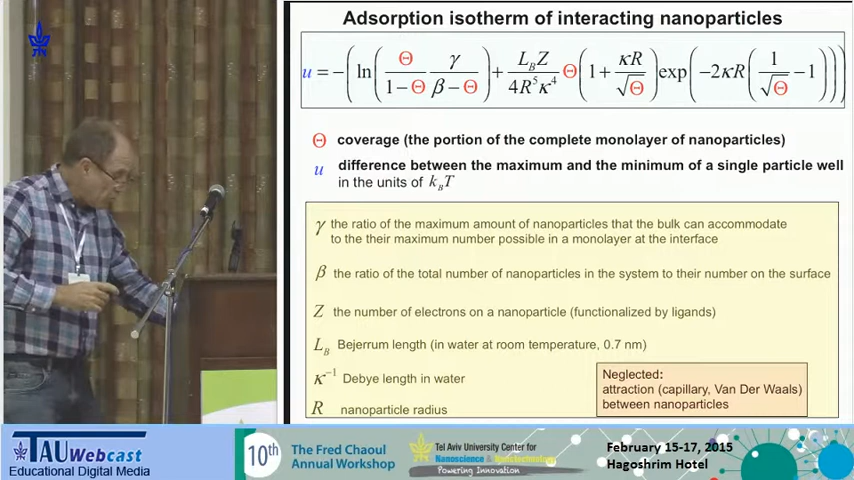 Adsorption isotherm of interacting nanoparticles
u = −(ln(Θ/(1−Θ) γ/(β−Θ)) + L_B Z/(4R⁵κ⁴) Θ(1 + κR/√Θ) exp(−2κR(1/√Θ − 1)))
Θ coverage (the portion of the complete monolayer of nanoparticles)
u difference between the maximum and the minimum of a single particle well
in the units of k_B T
γ the ratio of the maximum amount of nanoparticles that the bulk can accommodate
to the their maximum number possible in a monolayer at the interface
β the ratio of the total number of nanoparticles in the system to their number on the surface
Z the number of electrons on a nanoparticle (functionalized by ligands)
L_B Bejerrum length (in water at room temperature, 0.7 nm)
κ⁻¹ Debye length in water
R nanoparticle radius
Neglected:
attraction (capillary, Van Der Waals)
between nanoparticles
TAUWebcast
Educational Digital Media
10th
The Fred Chaoul
Annual Workshop
Tel Aviv University Center for
Nanoscience & Nanotechnology
Powering Innovation
February 15-17, 2015
Hagoshrim Hotel